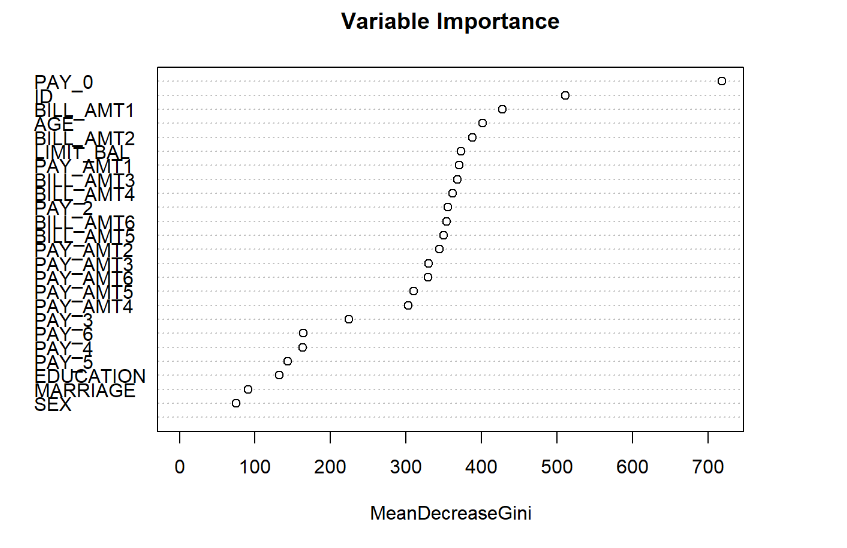 Variable Importance
PAY_0
ID
BILL_AMT1
AGE
BILL_AMT2
LIMIT_BAL
PAY_AMT1
BILL_AMT3
BILL_AMT4
PAY_2
BILL_AMT6
BILL_AMT5
PAY_AMT2
PAY_AMT3
PAY_AMT6
PAY_AMT5
PAY_AMT4
PAY_3
PAY_6
PAY_4
PAY_5
EDUCATION
MARRIAGE
SEX
0 100 200 300 400 500 600 700
MeanDecreaseGini